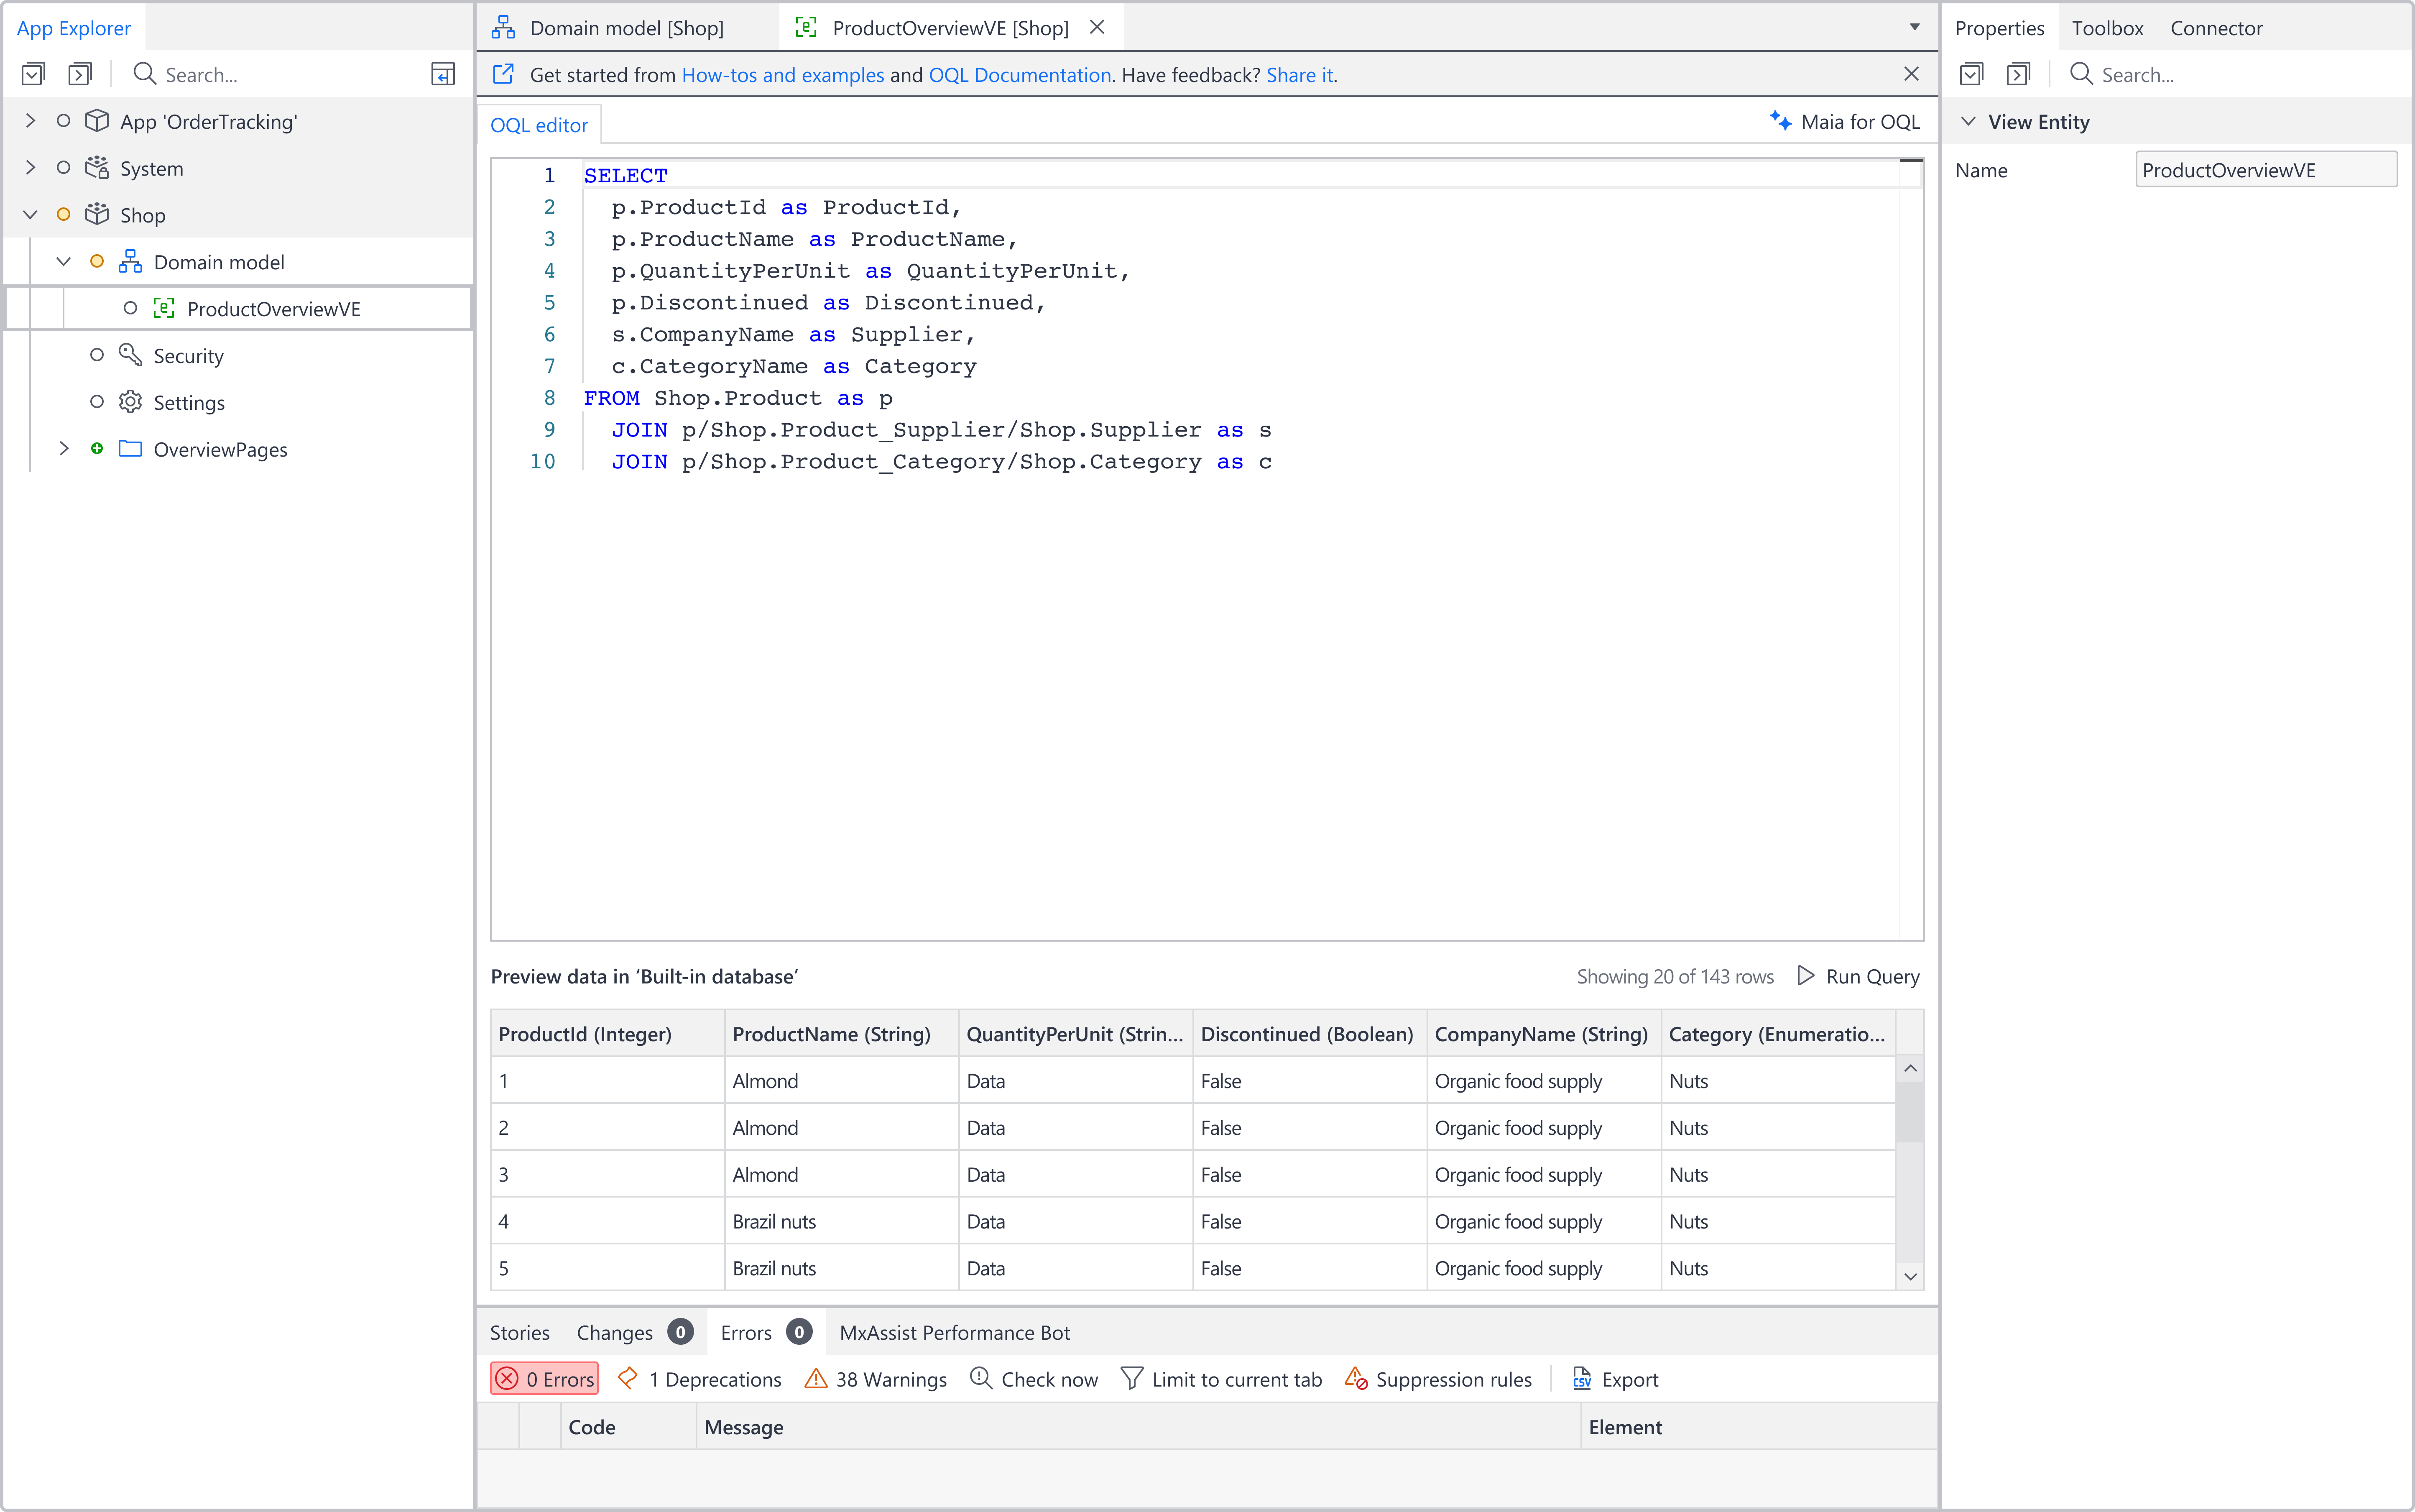 App Explorer
Search...
App 'OrderTracking'
System
Shop
Domain model
ProductOverviewVE
Security
Settings
OverviewPages
Domain model [Shop]
ProductOverviewVE [Shop]
Get started from How-tos and examples and OQL Documentation. Have feedback? Share it.
OQL editor
Maia for OQL
1 SELECT
2 p.ProductId as ProductId,
3 p.ProductName as ProductName,
4 p.QuantityPerUnit as QuantityPerUnit,
5 p.Discontinued as Discontinued,
6 s.CompanyName as Supplier,
7 c.CategoryName as Category
8 FROM Shop.Product as p
9 JOIN p/Shop.Product_Supplier/Shop.Supplier as s
10 JOIN p/Shop.Product_Category/Shop.Category as c
Preview data in ‘Built-in database’
Showing 20 of 143 rows
Run Query
ProductId (Integer) ProductName (String) QuantityPerUnit (Strin... Discontinued (Boolean) CompanyName (String) Category (Enumeratio...
1 Almond Data False Organic food supply Nuts
2 Almond Data False Organic food supply Nuts
3 Almond Data False Organic food supply Nuts
4 Brazil nuts Data False Organic food supply Nuts
5 Brazil nuts Data False Organic food supply Nuts
Stories Changes 0 Errors 0 MxAssist Performance Bot
0 Errors 1 Deprecations 38 Warnings Check now Limit to current tab Suppression rules CSV Export
Code Message Element
Properties Toolbox Connector
Search...
View Entity
Name ProductOverviewVE